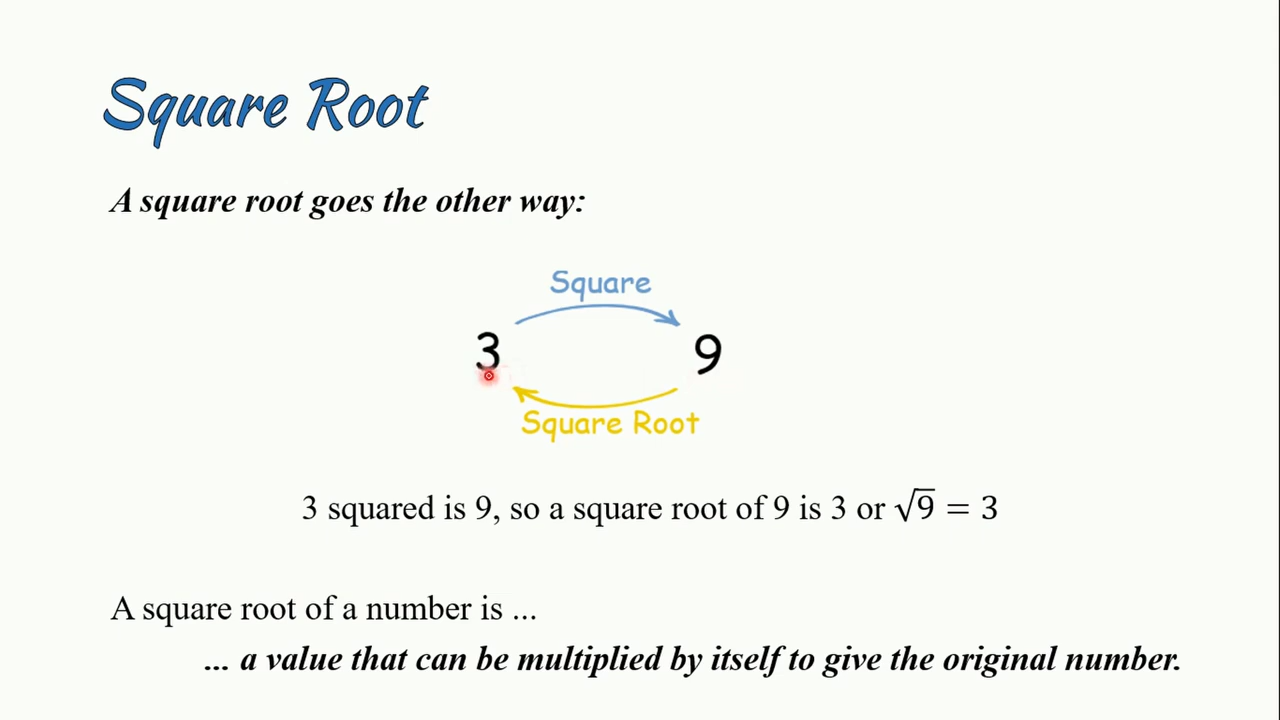 Square Root
A square root goes the other way:
Square
3 9
Square Root
3 squared is 9, so a square root of 9 is 3 or √9 = 3
A square root of a number is ...
... a value that can be multiplied by itself to give the original number.